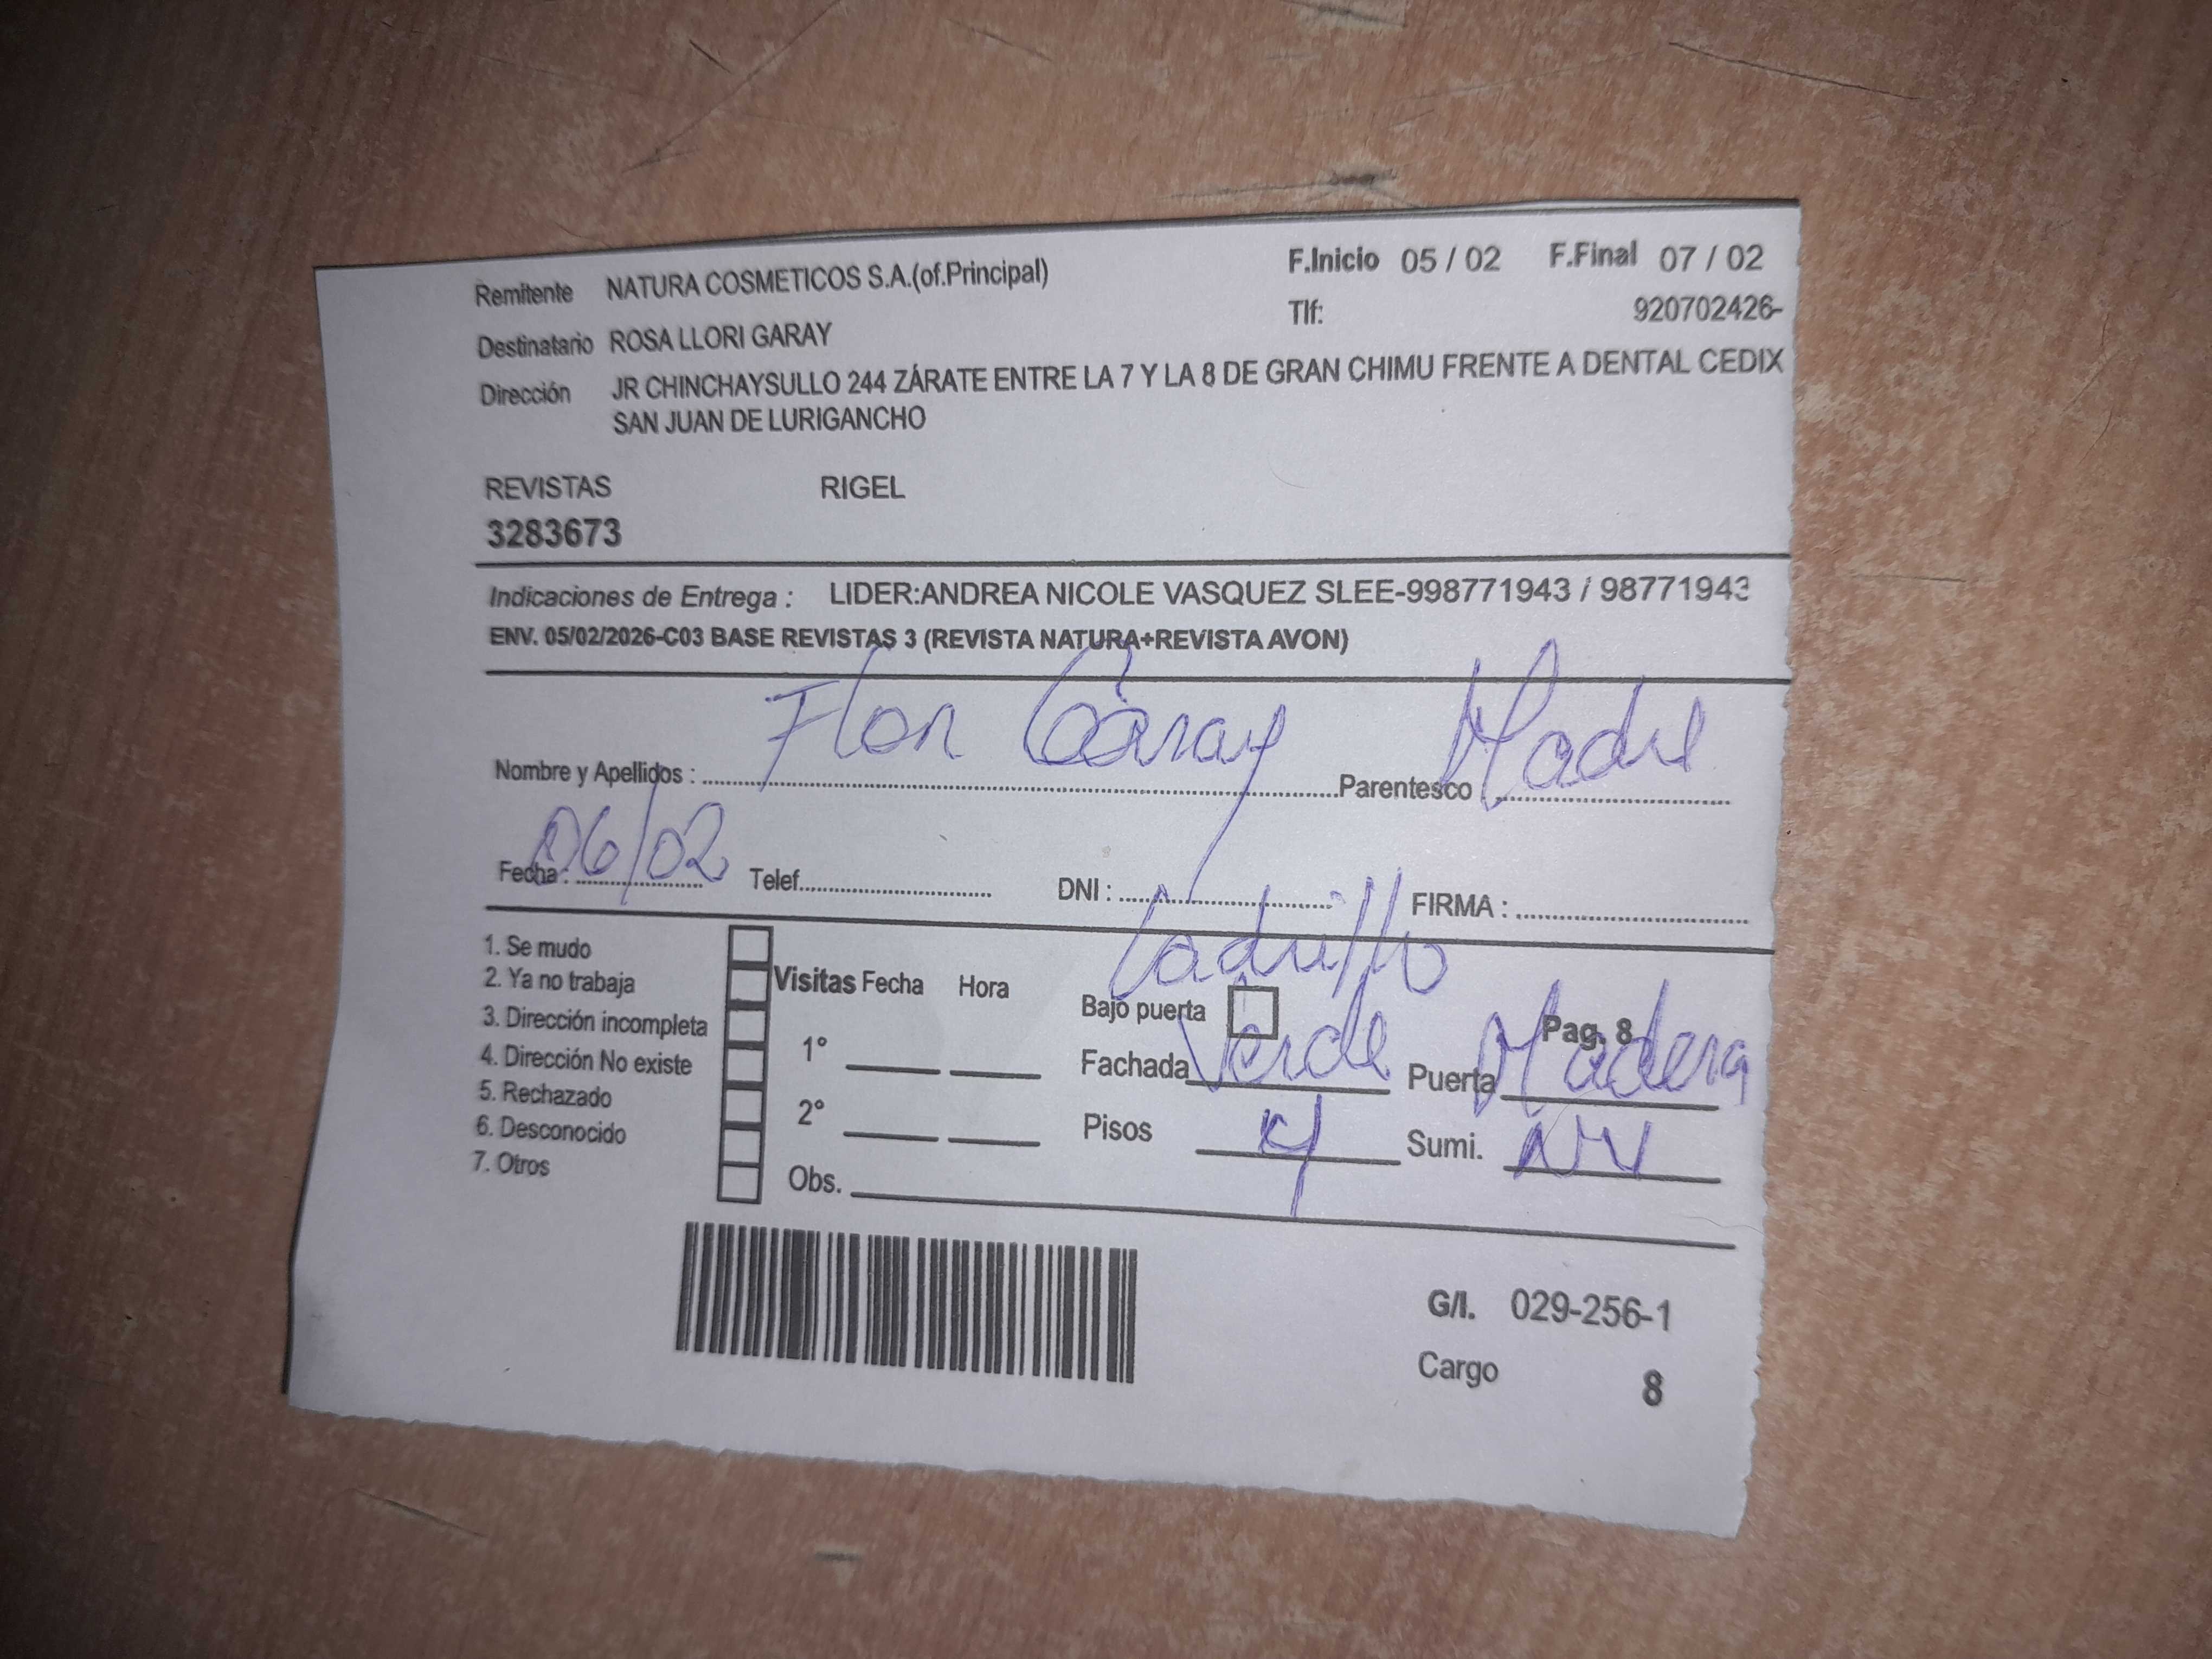 Remitente NATURA COSMETICOS S.A.(of.Principal) F.Inicio 05 / 02 F.Final 07 / 02
Tlf: 920702426-
Destinatario ROSA LLORI GARAY
Dirección JR CHINCHAYSULLO 244 ZÁRATE ENTRE LA 7 Y LA 8 DE GRAN CHIMU FRENTE A DENTAL CEDIX
SAN JUAN DE LURIGANCHO
REVISTAS RIGEL
3283673
Indicaciones de Entrega : LIDER:ANDREA NICOLE VASQUEZ SLEE-998771943 / 98771943
ENV. 05/02/2026-C03 BASE REVISTAS 3 (REVISTA NATURA+REVISTA AVON)
Nombre y Apellidos : Flor Garay Parentesco : Madre
Fecha : 06/02 Telef. DNI : FIRMA :
1. Se mudo
2. Ya no trabaja
3. Dirección incompleta
4. Dirección No existe
5. Rechazado
6. Desconocido
7. Otros
Visitas Fecha Hora
1°
2°
Obs.
Ladrillo
Bajo puerta Pag. 8
Fachada Verde Puerta Madera
Pisos 4 Sumi. NV
G/I. 029-256-1
Cargo 8